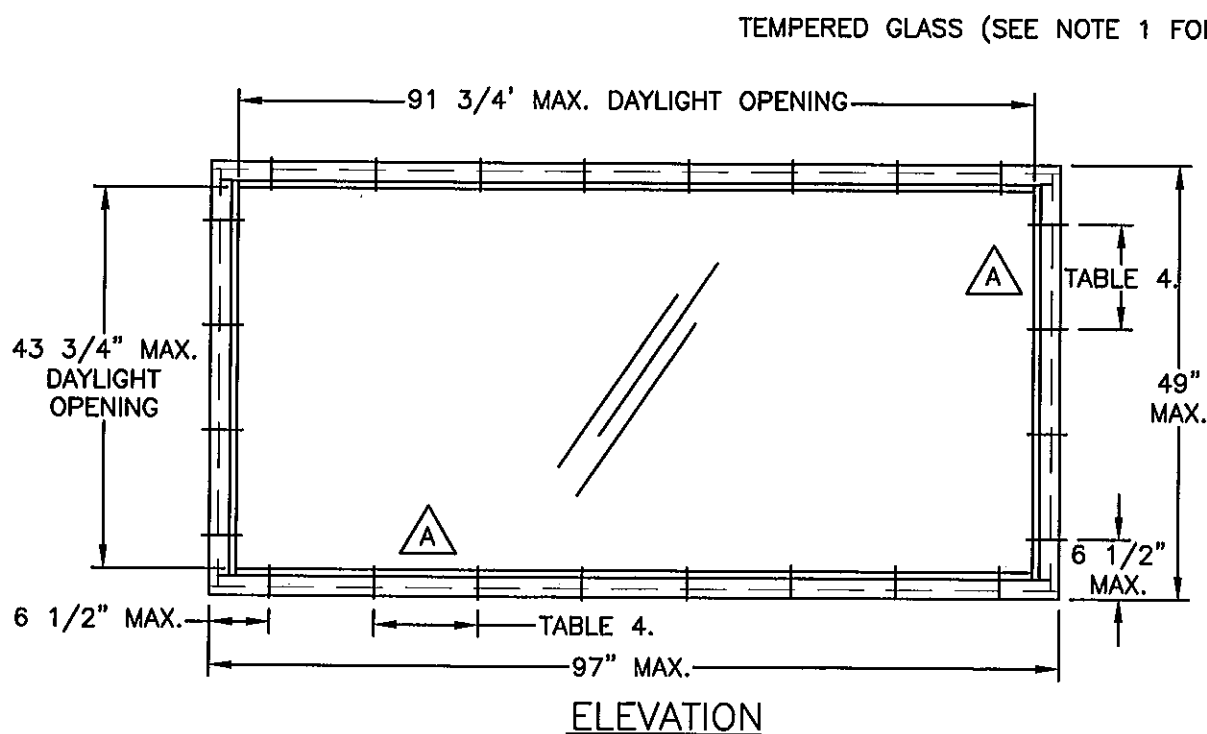 TEMPERED GLASS (SEE NOTE 1 FO
91 3/4' MAX. DAYLIGHT OPENING
A
TABLE 4.
43 3/4" MAX.
DAYLIGHT
OPENING
49"
MAX.
A
6 1/2"
MAX.
6 1/2" MAX.
TABLE 4.
97" MAX.
ELEVATION